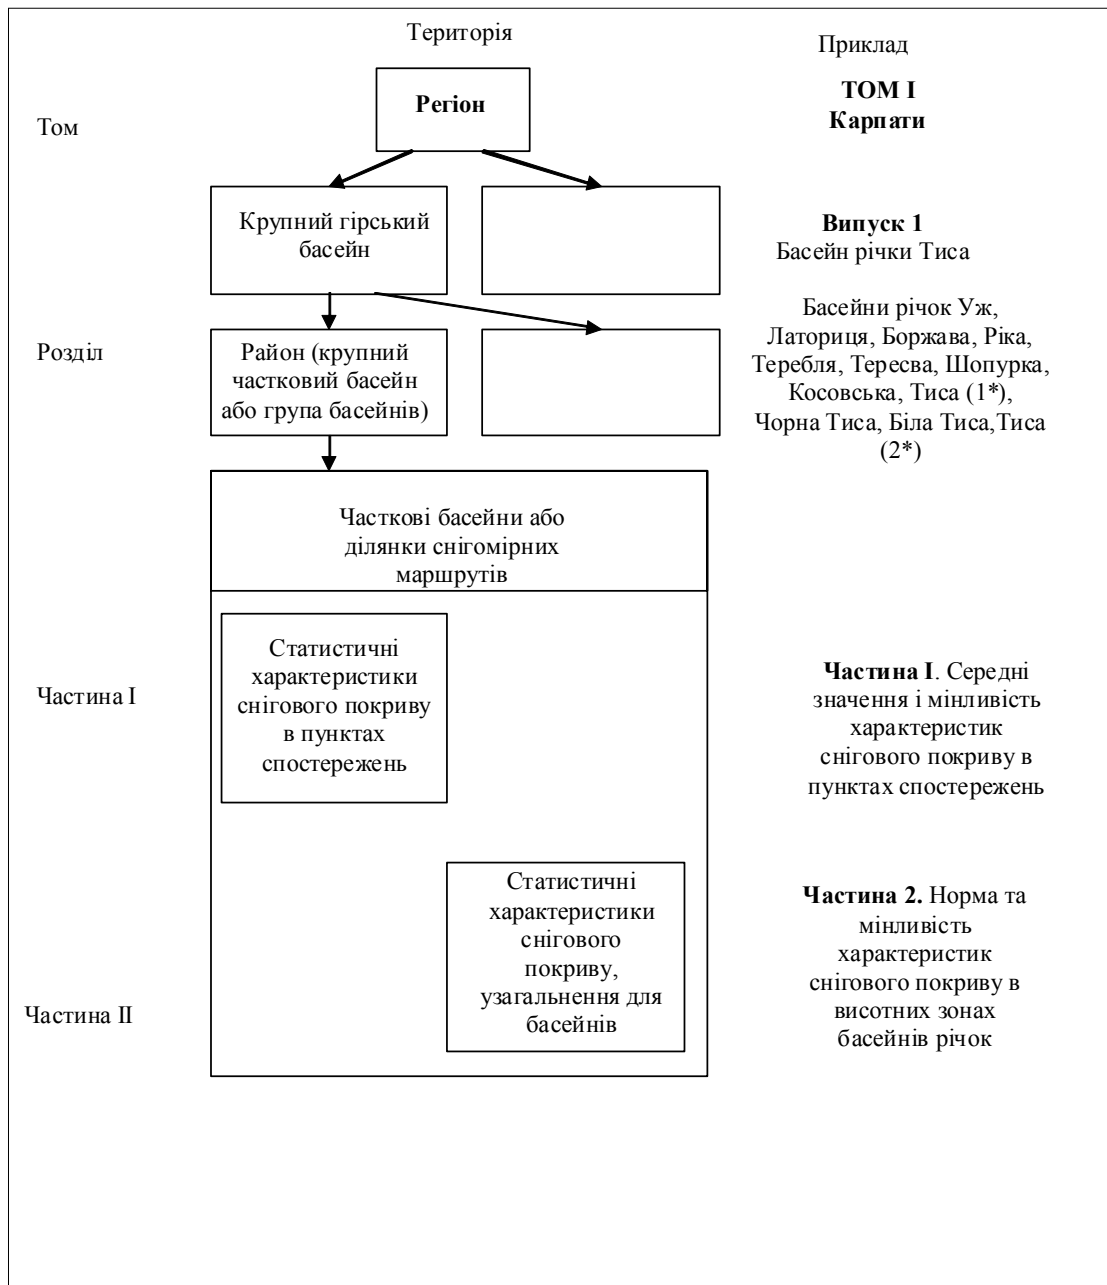 Територія
Приклад
Том
Регіон
ТОМ I
Карпати
Крупний гірський
басейн
Випуск 1
Басейн річки Тиса
Розділ
Район (крупний
частковий басейн
або група басейнів)
Басейни річок Уж,
Латориця, Боржава, Ріка,
Теребля, Тересва, Шопурка,
Косовська, Тиса (1*),
Чорна Тиса, Біла Тиса,Тиса
(2*)
Часткові басейни або
ділянки снігомірних
маршрутів
Частина I
Статистичні
характеристики
снігового покриву
в пунктах
спостережень
Частина I. Середні
значення і мінливість
характеристик
снігового покриву в
пунктах спостережень
Частина II
Статистичні
характеристики
снігового
покриву,
узагальнення для
басейнів
Частина 2. Норма та
мінливість
характеристик
снігового покриву в
висотних зонах
басейнів річок